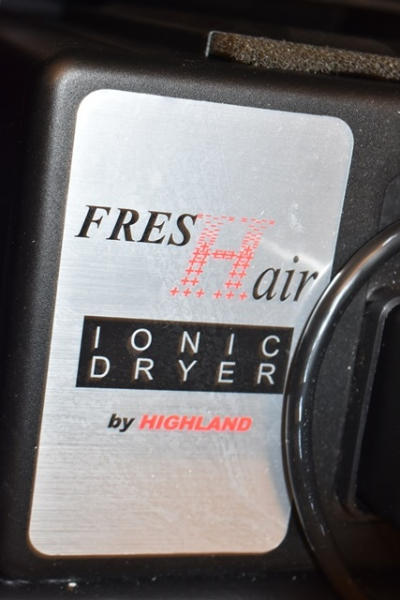 FRESHair
IONIC
DRYER
by HIGHLAND